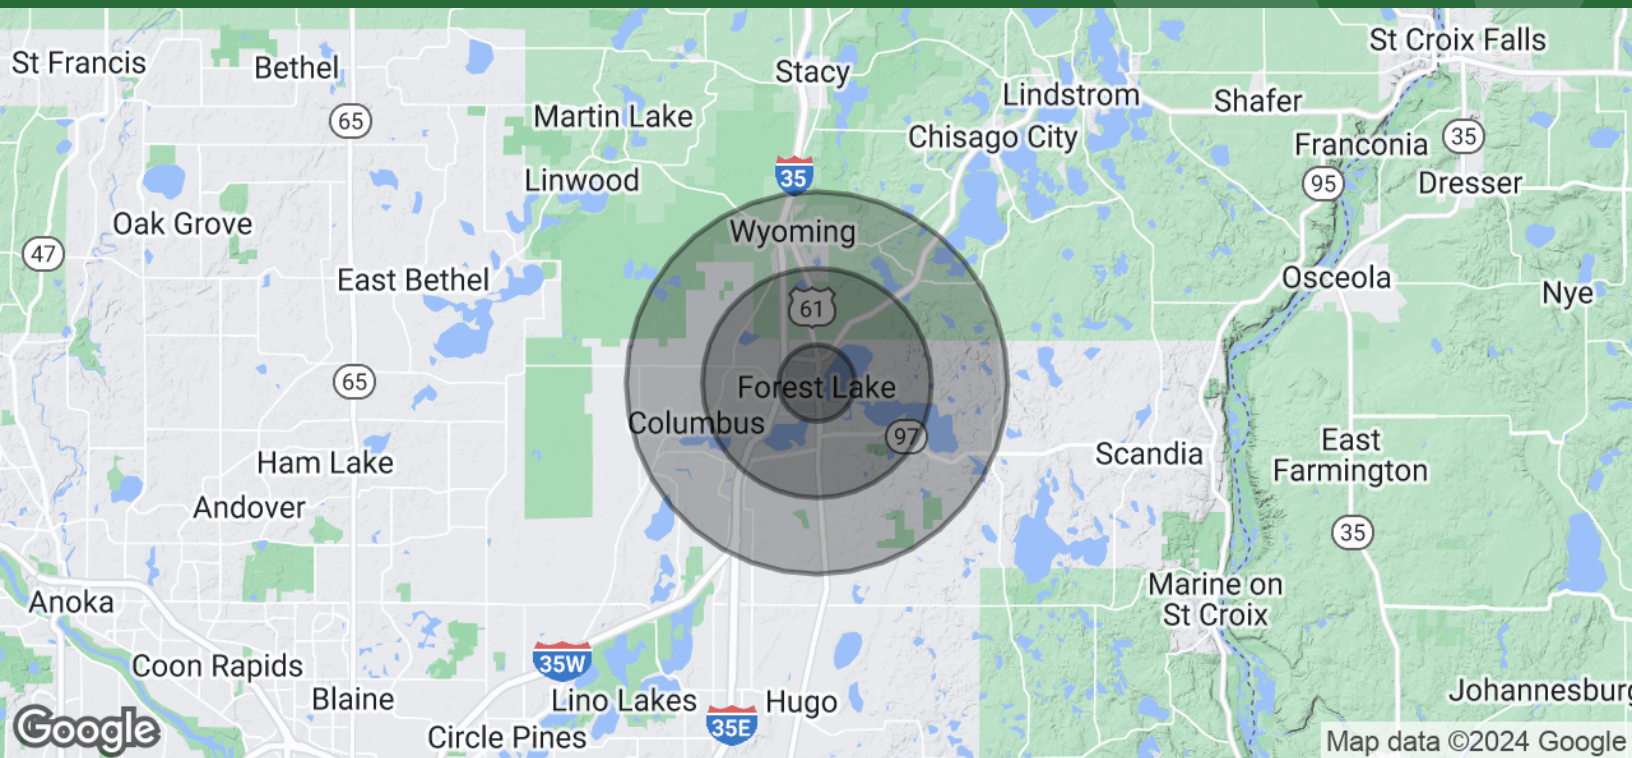 St Croix Falls
St Francis
Bethel
Stacy
Lindstrom
Shafer
Martin Lake
65
Chisago City
Franconia
35
Linwood
35
95
Dresser
Oak Grove
Wyoming
47
East Bethel
Osceola
Nye
61
65
Forest Lake
Columbus
97
East
Farmington
Scandia
Ham Lake
Andover
35
Marine on
St Croix
Anoka
Coon Rapids
35W
Blaine
Lino Lakes
Hugo
Johannesburg
35E
Circle Pines
Google
Map data ©2024 Google